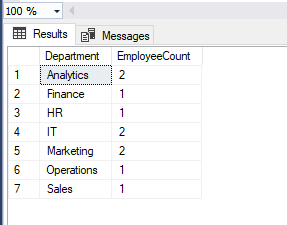 100 %
Results Messages
Department EmployeeCount
1 Analytics 2
2 Finance 1
3 HR 1
4 IT 2
5 Marketing 2
6 Operations 1
7 Sales 1